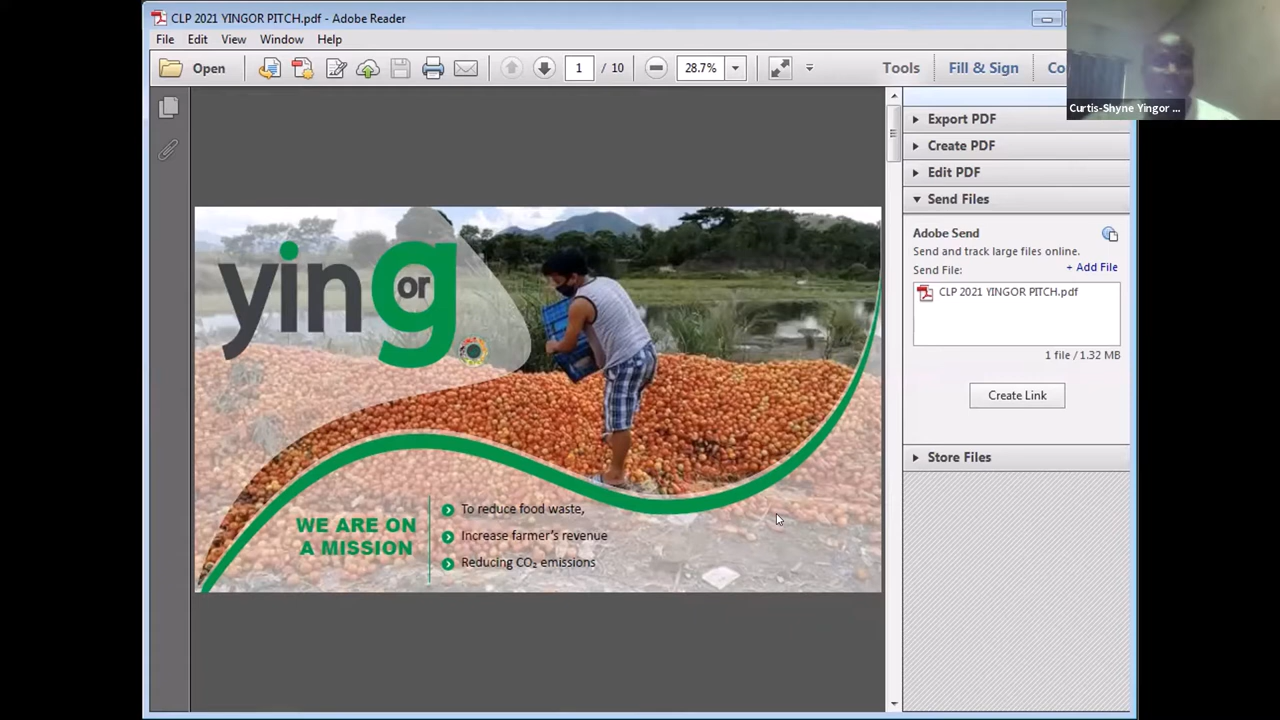 CLP 2021 YINGOR PITCH.pdf - Adobe Reader
File Edit View Window Help
Open 1 / 10 28.7% Tools Fill & Sign Co
Curtis-Shyne Yingor ...
Export PDF
Create PDF
Edit PDF
Send Files
Adobe Send
Send and track large files online.
Send File: + Add File
CLP 2021 YINGOR PITCH.pdf
1 file / 1.32 MB
Create Link
Store Files
yingor
WE ARE ON
A MISSION
To reduce food waste,
Increase farmer's revenue
Reducing CO₂ emissions